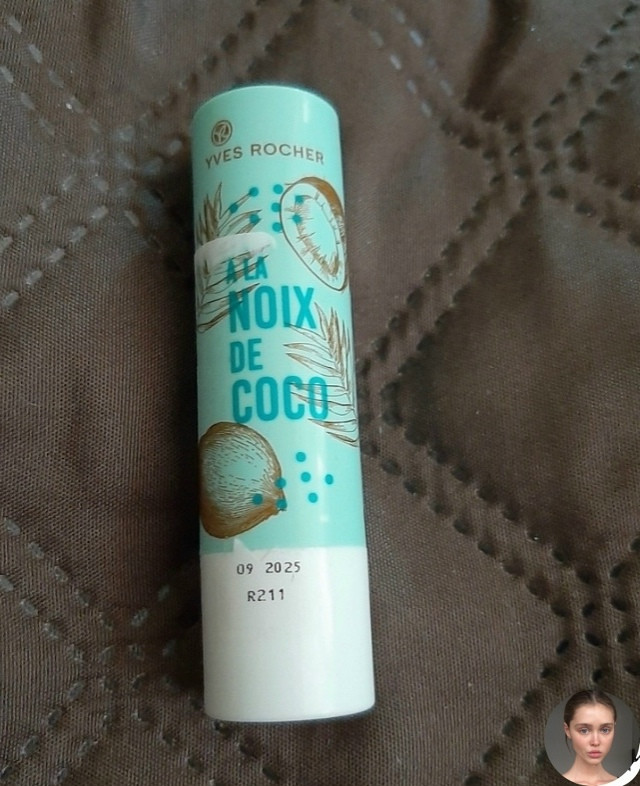 YVES ROCHER
À LA
NOIX
DE
COCO
09 2025
R211